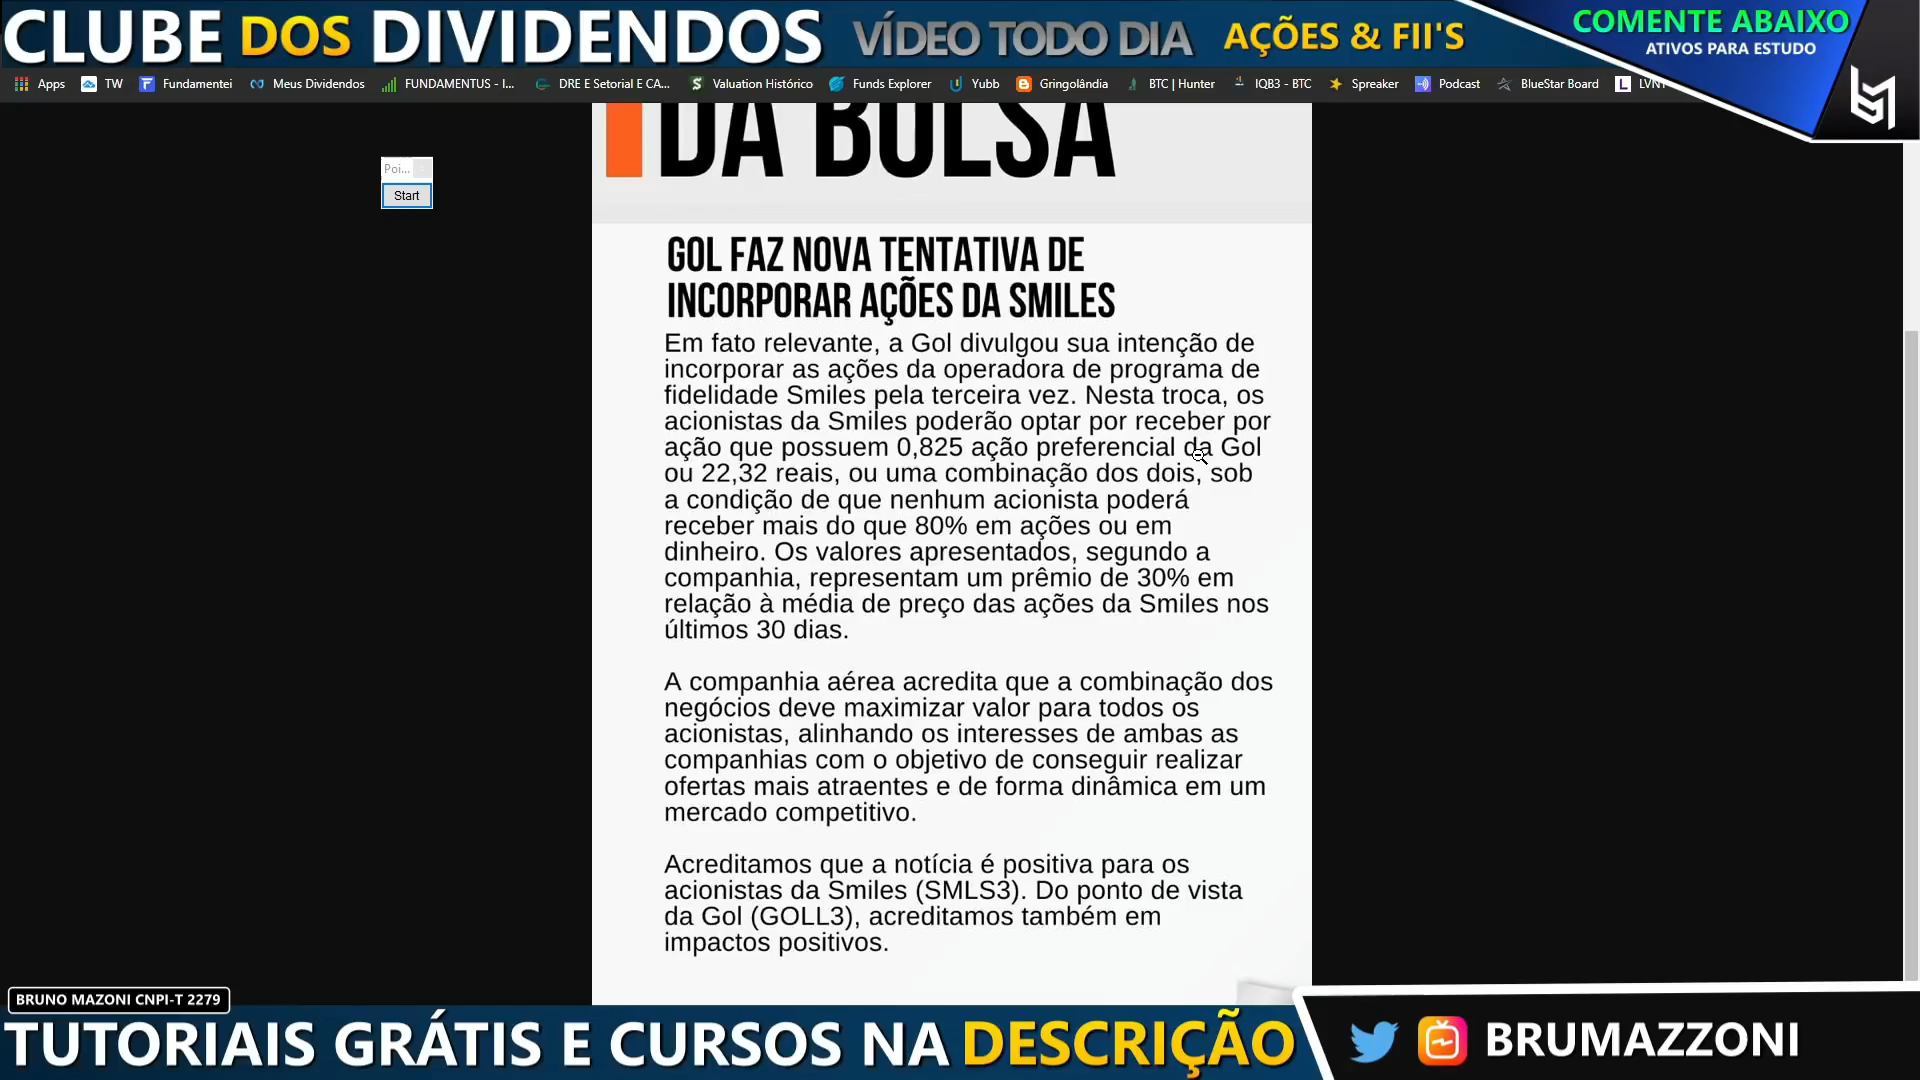 CLUBE DOS DIVIDENDOS VÍDEO TODO DIA AÇÕES & FII'S
COMENTE ABAIXO
ATIVOS PARA ESTUDO
Apps TW Fundamentei Meus Dividendos FUNDAMENTUS - I... DRE E Setorial E CA... Valuation Histórico Funds Explorer Yubb Gringolândia BTC | Hunter IQB3 - BTC Spreaker Podcast BlueStar Board
DA BOLSA
Poi...
Start
GOL FAZ NOVA TENTATIVA DE
INCORPORAR AÇÕES DA SMILES
Em fato relevante, a Gol divulgou sua intenção de
incorporar as ações da operadora de programa de
fidelidade Smiles pela terceira vez. Nesta troca, os
acionistas da Smiles poderão optar por receber por
ação que possuem 0,825 ação preferencial da Gol
ou 22,32 reais, ou uma combinação dos dois, sob
a condição de que nenhum acionista poderá
receber mais do que 80% em ações ou em
dinheiro. Os valores apresentados, segundo a
companhia, representam um prêmio de 30% em
relação à média de preço das ações da Smiles nos
últimos 30 dias.
A companhia aérea acredita que a combinação dos
negócios deve maximizar valor para todos os
acionistas, alinhando os interesses de ambas as
companhias com o objetivo de conseguir realizar
ofertas mais atraentes e de forma dinâmica em um
mercado competitivo.
Acreditamos que a notícia é positiva para os
acionistas da Smiles (SMLS3). Do ponto de vista
da Gol (GOLL3), acreditamos também em
impactos positivos.
BRUNO MAZONI CNPI-T 2279
TUTORIAIS GRÁTIS E CURSOS NA DESCRIÇÃO
BRUMAZZONI